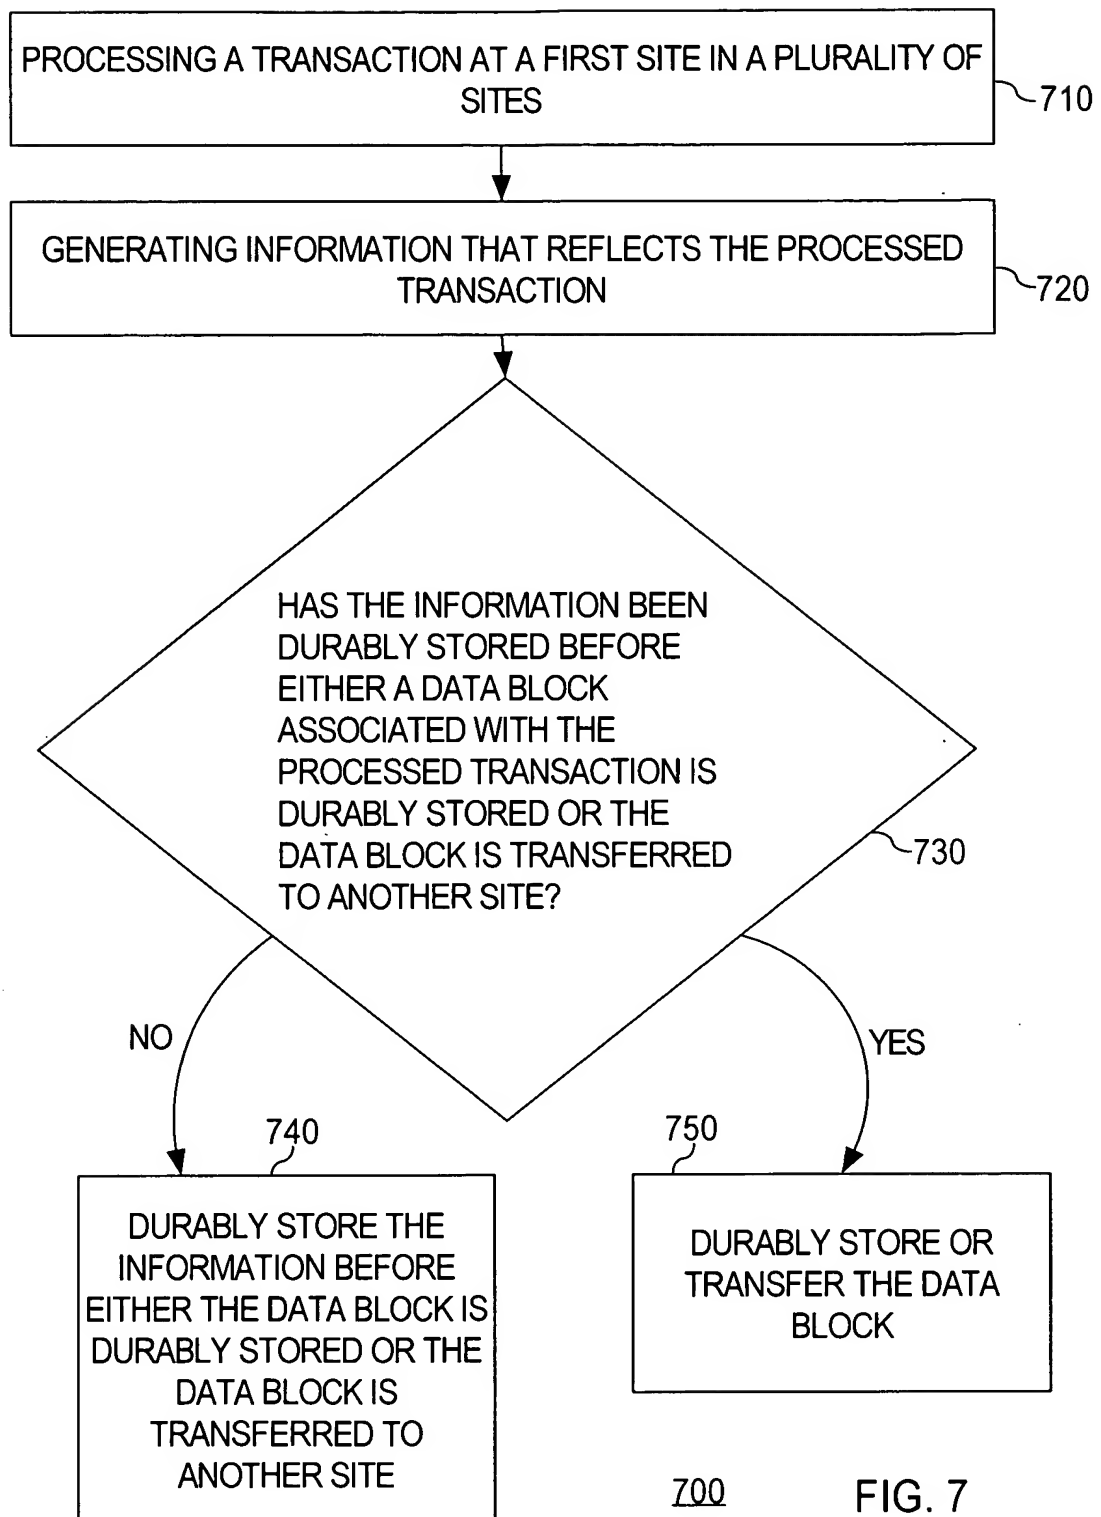 PROCESSING A TRANSACTION AT A FIRST SITE IN A PLURALITY OF
SITES
710
GENERATING INFORMATION THAT REFLECTS THE PROCESSED
TRANSACTION
720
HAS THE INFORMATION BEEN
DURABLY STORED BEFORE
EITHER A DATA BLOCK
ASSOCIATED WITH THE
PROCESSED TRANSACTION IS
DURABLY STORED OR THE
DATA BLOCK IS TRANSFERRED
TO ANOTHER SITE?
730
NO
YES
740
DURABLY STORE THE
INFORMATION BEFORE
EITHER THE DATA BLOCK IS
DURABLY STORED OR THE
DATA BLOCK IS
TRANSFERRED TO
ANOTHER SITE
750
DURABLY STORE OR
TRANSFER THE DATA
BLOCK
700
FIG. 7